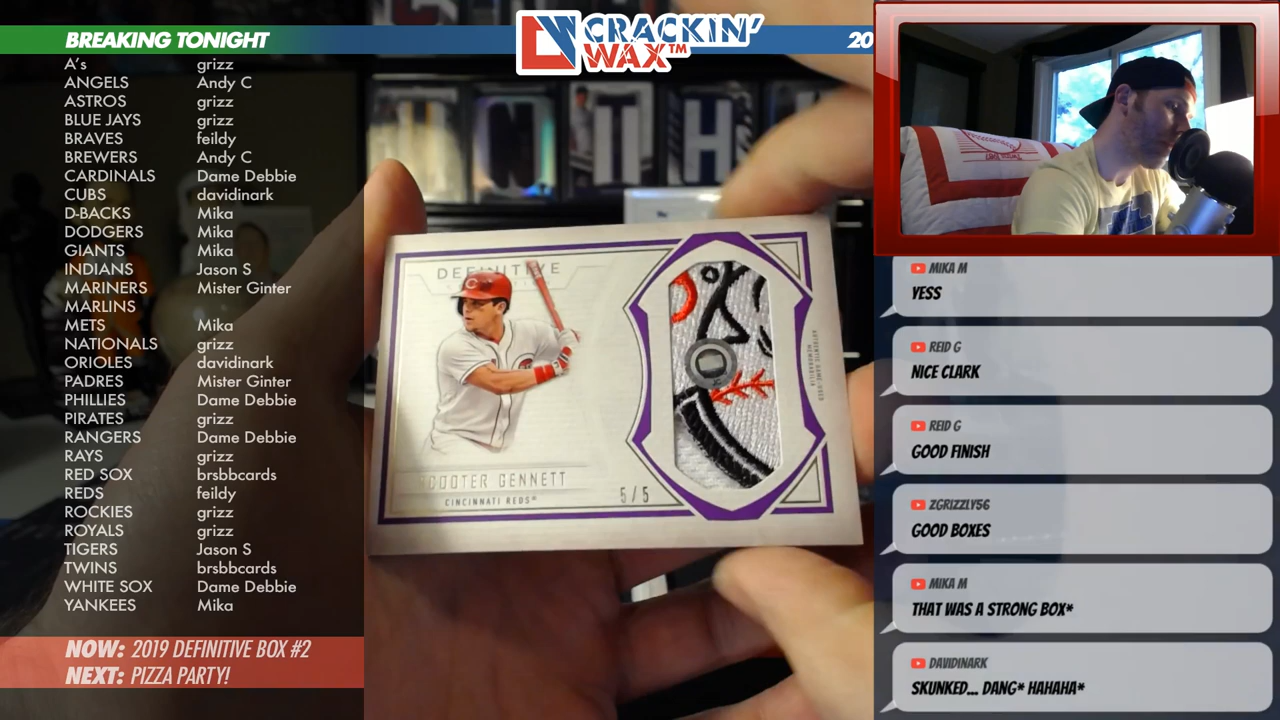 BREAKING TONIGHT
CRACKIN'
WAX™
20
A's grizz
ANGELS Andy C
ASTROS grizz
BLUE JAYS grizz
BRAVES feildy
BREWERS Andy C
CARDINALS Dame Debbie
CUBS davidinark
D-BACKS Mika
DODGERS Mika
GIANTS Mika
INDIANS Jason S
MARINERS Mister Ginter
MARLINS
METS Mika
NATIONALS grizz
ORIOLES davidinark
PADRES Mister Ginter
PHILLIES Dame Debbie
PIRATES grizz
RANGERS Dame Debbie
RAYS grizz
RED SOX brsbbcards
REDS feildy
ROCKIES grizz
ROYALS grizz
TIGERS Jason S
TWINS brsbbcards
WHITE SOX Dame Debbie
YANKEES Mika
NOW: 2019 DEFINITIVE BOX #2
NEXT: PIZZA PARTY!
DEFINITIVE
SCOOTER GENNETT
CINCINNATI REDS®
5/5
AUTHENTIC GAME-USED
MEMORABILIA
MIKA M
YESS
REID G
NICE CLARK
REID G
GOOD FINISH
ZGRIZZLY56
GOOD BOXES
MIKA M
THAT WAS A STRONG BOX*
DAVIDINARK
SKUNKED... DANG* HAHAHA*